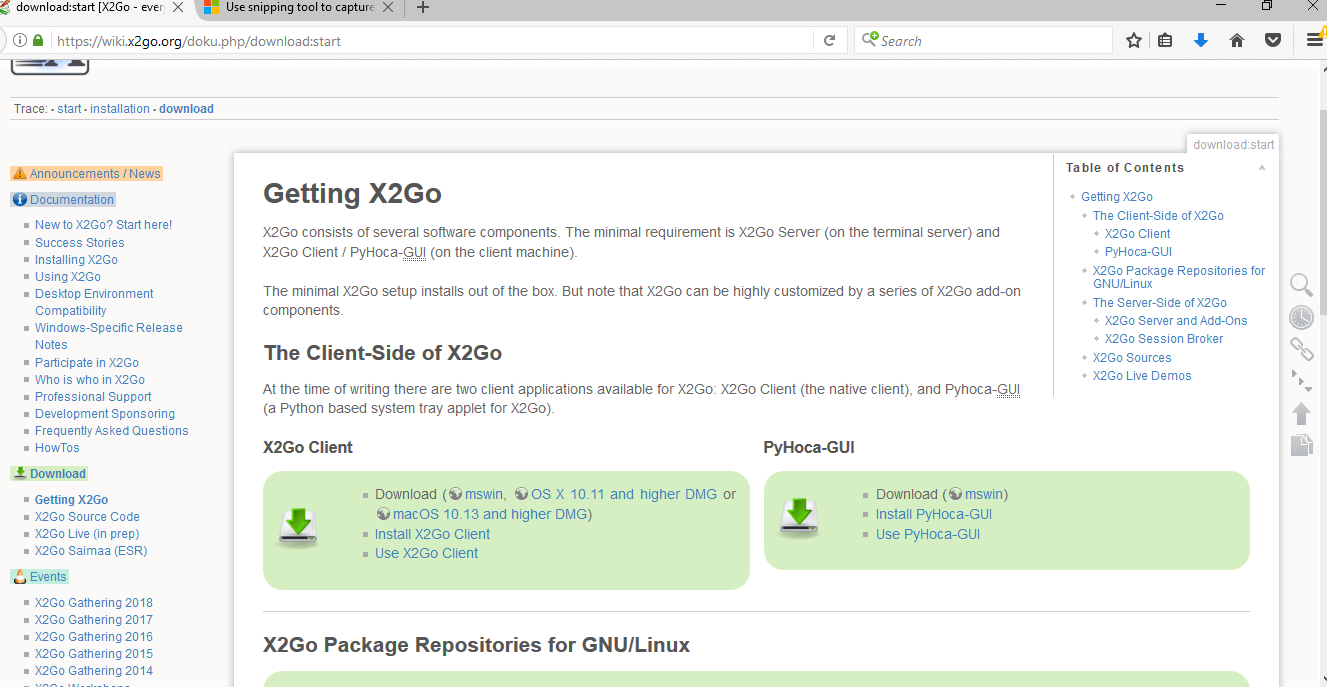 download:start [X2Go - ever
Use snipping tool to capture
https://wiki.x2go.org/doku.php/download:start
Search
Trace: • start • installation • download
download:start
Announcements / News
Documentation
New to X2Go? Start here!
Success Stories
Installing X2Go
Using X2Go
Desktop Environment
Compatibility
Windows-Specific Release
Notes
Participate in X2Go
Who is who in X2Go
Professional Support
Development Sponsoring
Frequently Asked Questions
HowTos
Download
Getting X2Go
X2Go Source Code
X2Go Live (in prep)
X2Go Saimaa (ESR)
Events
X2Go Gathering 2018
X2Go Gathering 2017
X2Go Gathering 2016
X2Go Gathering 2015
X2Go Gathering 2014
Getting X2Go
X2Go consists of several software components. The minimal requirement is X2Go Server (on the terminal server) and
X2Go Client / PyHoca-GUI (on the client machine).
The minimal X2Go setup installs out of the box. But note that X2Go can be highly customized by a series of X2Go add-on
components.
The Client-Side of X2Go
At the time of writing there are two client applications available for X2Go: X2Go Client (the native client), and Pyhoca-GUI
(a Python based system tray applet for X2Go).
X2Go Client
Download (mswin, OS X 10.11 and higher DMG or
macOS 10.13 and higher DMG)
Install X2Go Client
Use X2Go Client
PyHoca-GUI
Download (mswin)
Install PyHoca-GUI
Use PyHoca-GUI
X2Go Package Repositories for GNU/Linux
Table of Contents
Getting X2Go
The Client-Side of X2Go
X2Go Client
PyHoca-GUI
X2Go Package Repositories for
GNU/Linux
The Server-Side of X2Go
X2Go Server and Add-Ons
X2Go Session Broker
X2Go Sources
X2Go Live Demos